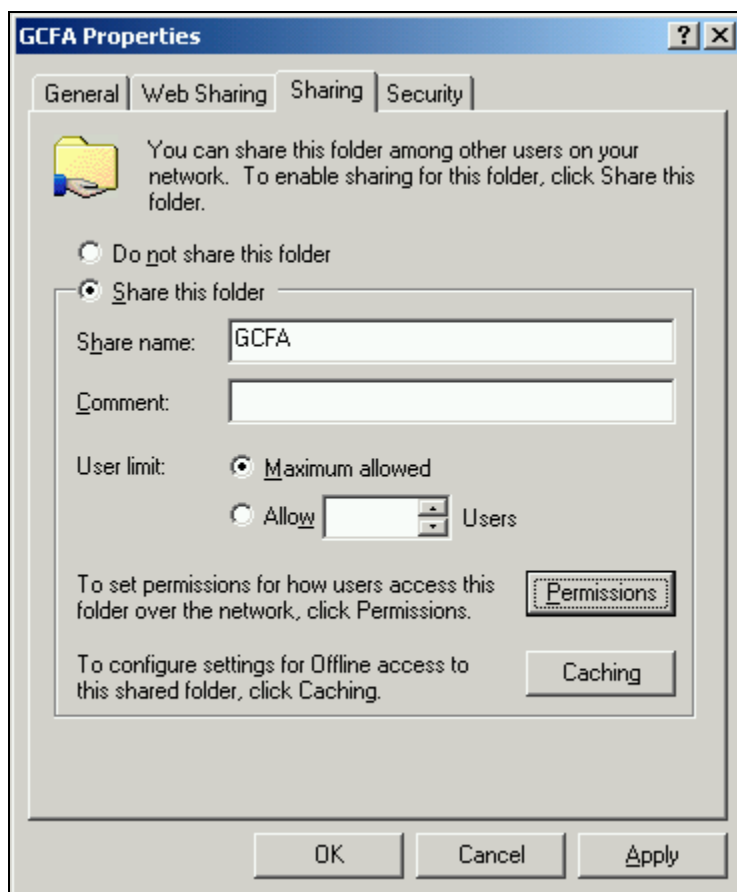 GCFA Properties
General Web Sharing Sharing Security
You can share this folder among other users on your
network. To enable sharing for this folder, click Share this
folder.
Do not share this folder
Share this folder
Share name: GCFA
Comment:
User limit: Maximum allowed
Allow Users
To set permissions for how users access this
folder over the network, click Permissions.
Permissions
To configure settings for Offline access to
this shared folder, click Caching.
Caching
OK Cancel Apply